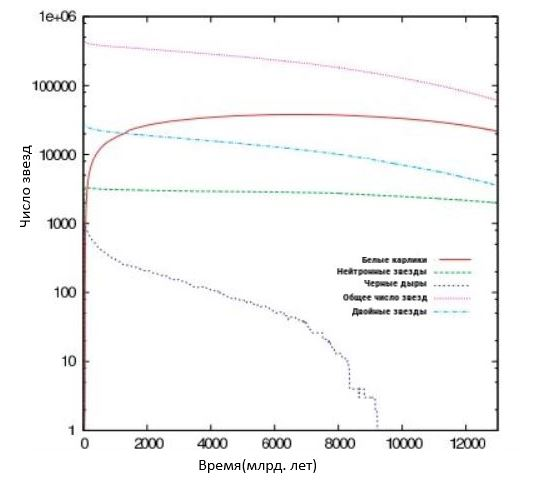 1e+06
100000
10000
1000
100
10
1
Число звезд
0 2000 4000 6000 8000 10000 12000
Время(млрд. лет)
Белые карлики
Нейтронные звезды
Черные дыры
Общее число звезд
Двойные звезды